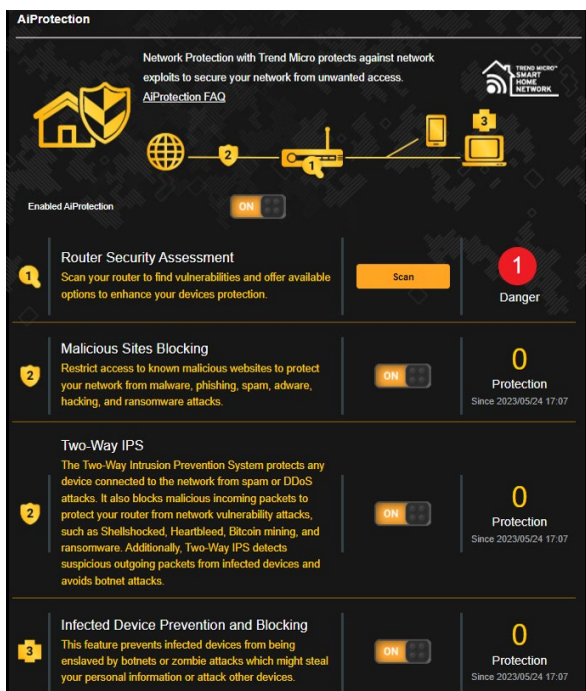 AiProtection
Network Protection with Trend Micro protects against network
exploits to secure your network from unwanted access.
AiProtection FAQ
TREND MICRO™
SMART
HOME
NETWORK
3
2
1
Enabled AiProtection
ON
1
Router Security Assessment
Scan your router to find vulnerabilities and offer available
options to enhance your devices protection.
Scan
1
Danger
2
Malicious Sites Blocking
Restrict access to known malicious websites to protect
your network from malware, phishing, spam, adware,
hacking, and ransomware attacks.
ON
0
Protection
Since 2023/05/24 17:07
2
Two-Way IPS
The Two-Way Intrusion Prevention System protects any
device connected to the network from spam or DDoS
attacks. It also blocks malicious incoming packets to
protect your router from network vulnerability attacks,
such as Shellshocked, Heartbleed, Bitcoin mining, and
ransomware. Additionally, Two-Way IPS detects
suspicious outgoing packets from infected devices and
avoids botnet attacks.
ON
0
Protection
Since 2023/05/24 17:07
3
Infected Device Prevention and Blocking
This feature prevents infected devices from being
enslaved by botnets or zombie attacks which might steal
your personal information or attack other devices.
ON
0
Protection
Since 2023/05/24 17:07